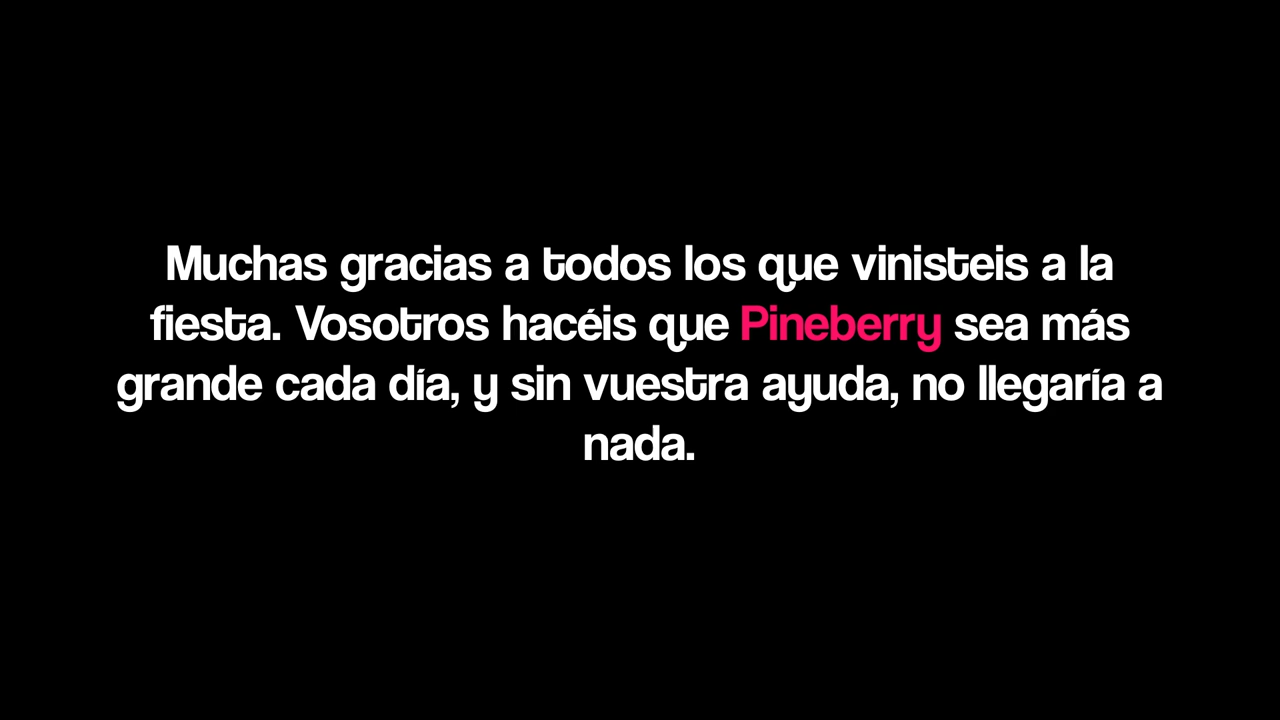 Muchas gracias a todos los que vinisteis a la
fiesta. Vosotros hacéis que Pineberry sea más
grande cada día, y sin vuestra ayuda, no llegaría a
nada.